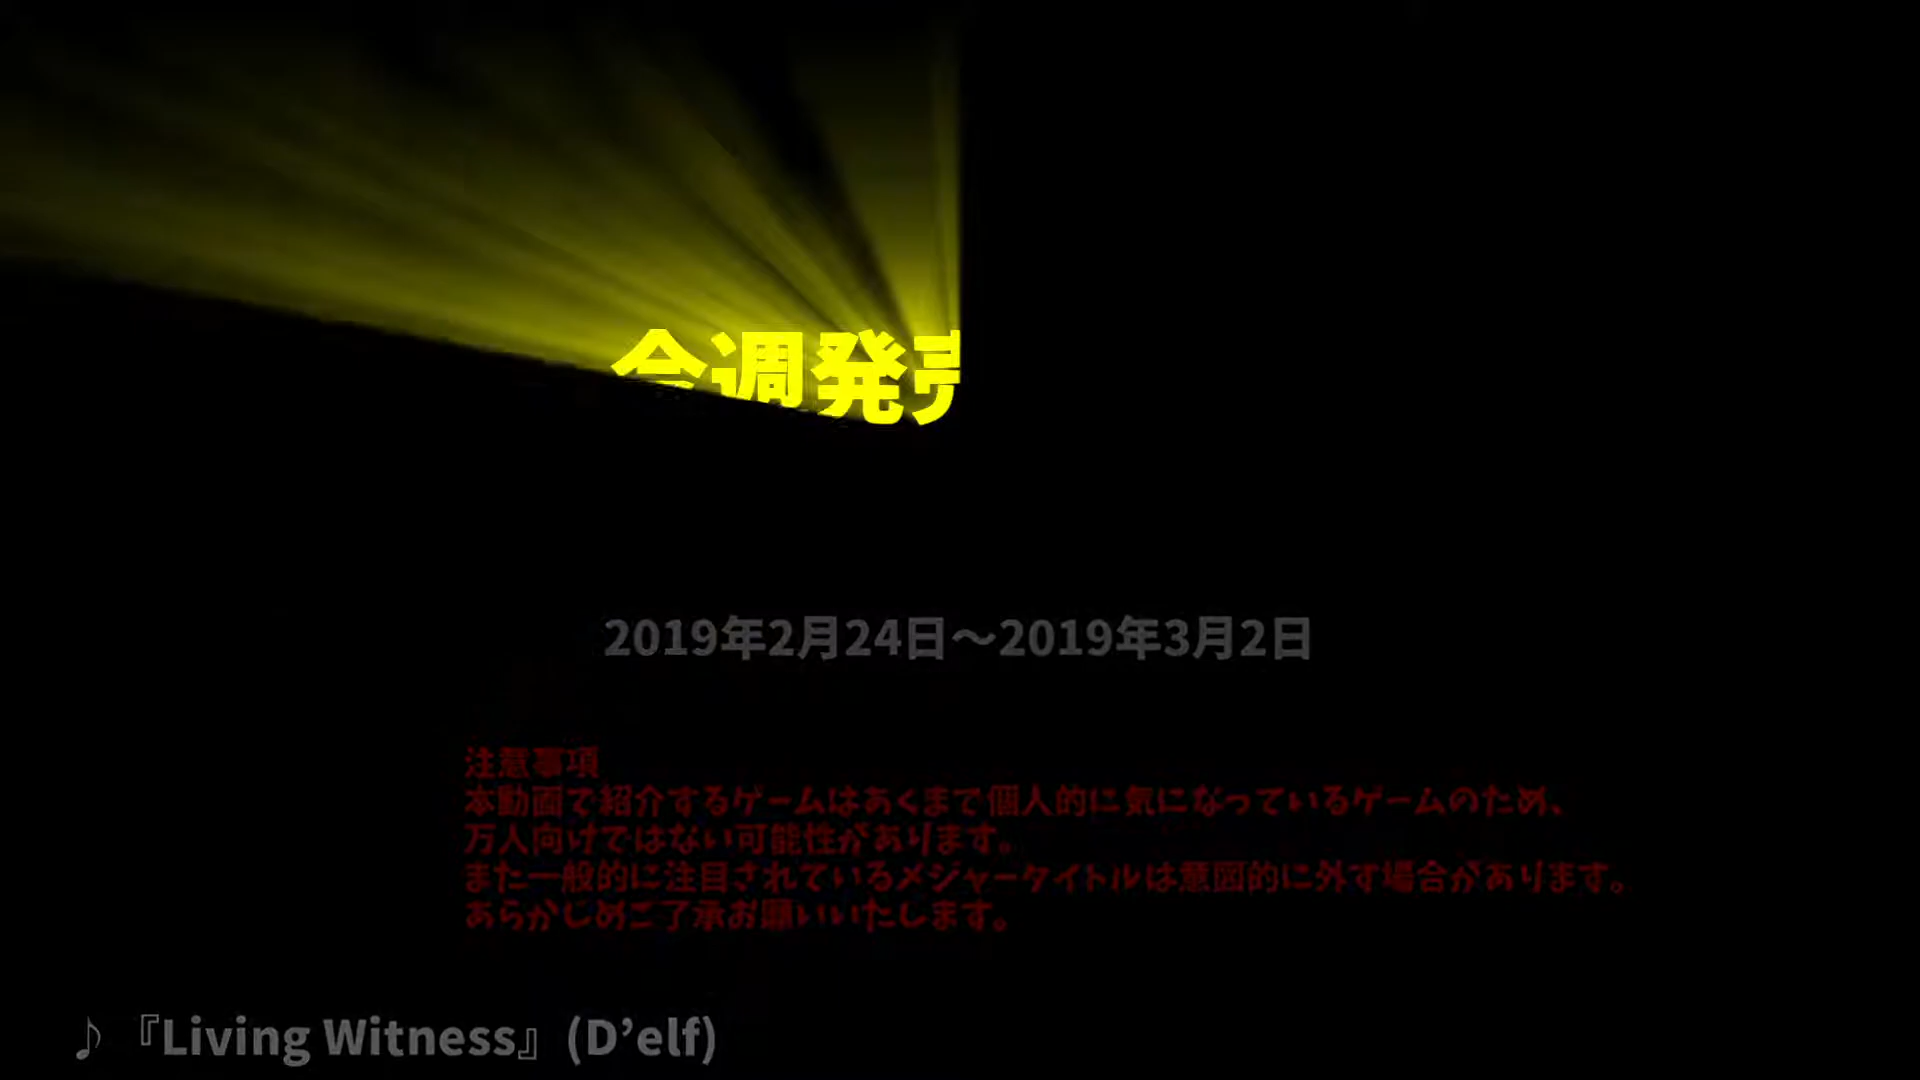 今週発売
2019年2月24日～2019年3月2日
注意事項
本動画で紹介するゲームはあくまで個人的に気になっているゲームのため、
万人向けではない可能性があります。
また一般的に注目されているメジャータイトルは意図的に外す場合があります。
あらかじめご了承お願いいたします。
♪『Living Witness』(D’elf)